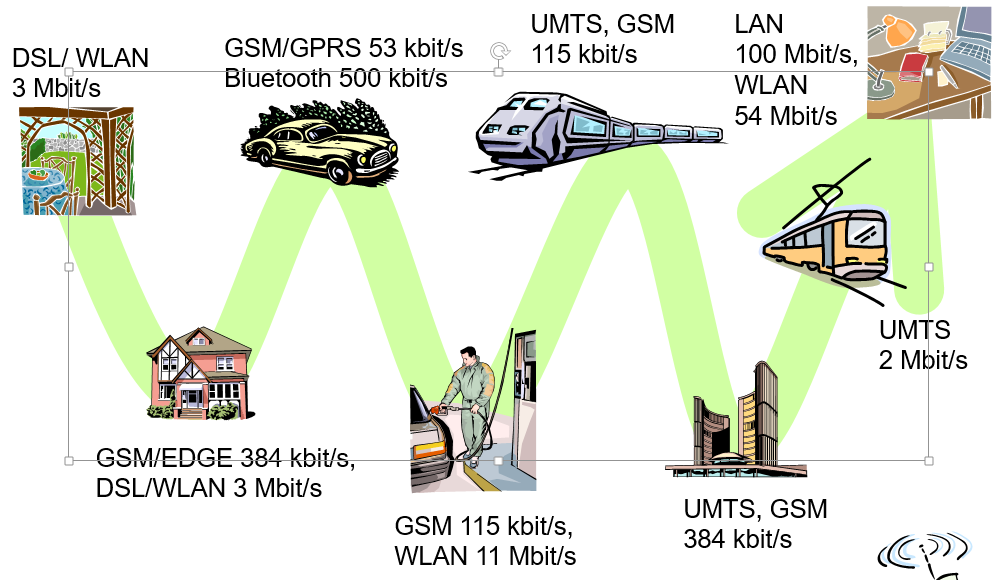 DSL/ WLAN
3 Mbit/s
GSM/GPRS 53 kbit/s
Bluetooth 500 kbit/s
UMTS, GSM
115 kbit/s
LAN
100 Mbit/s,
WLAN
54 Mbit/s
UMTS
2 Mbit/s
GSM/EDGE 384 kbit/s,
DSL/WLAN 3 Mbit/s
GSM 115 kbit/s,
WLAN 11 Mbit/s
UMTS, GSM
384 kbit/s